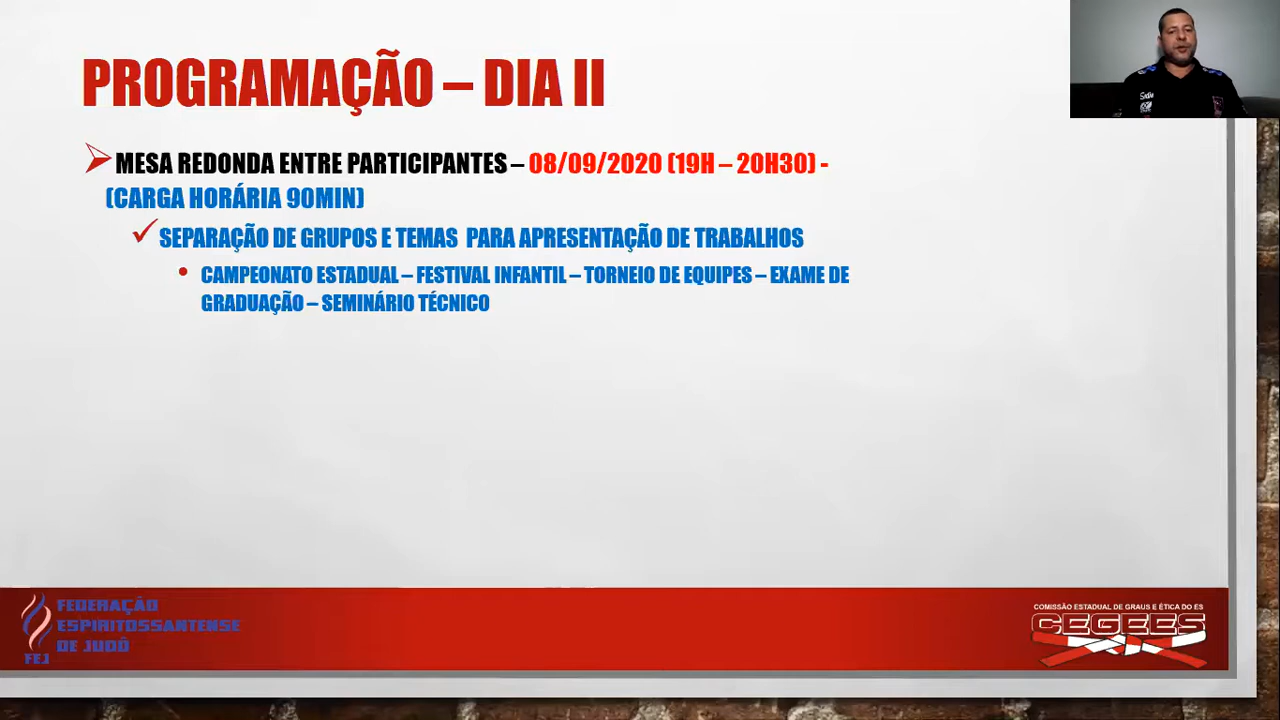 PROGRAMAÇÃO – DIA II
MESA REDONDA ENTRE PARTICIPANTES – 08/09/2020 (19H – 20H30) -
(CARGA HORÁRIA 90MIN)
SEPARAÇÃO DE GRUPOS E TEMAS PARA APRESENTAÇÃO DE TRABALHOS
CAMPEONATO ESTADUAL – FESTIVAL INFANTIL – TORNEIO DE EQUIPES – EXAME DE
GRADUAÇÃO – SEMINÁRIO TÉCNICO
FEDERAÇÃO
ESPIRITOSSANTENSE
DE JUDÔ
FEJ
COMISSÃO ESTADUAL DE GRAUS E ÉTICA DO ES
CEGEES